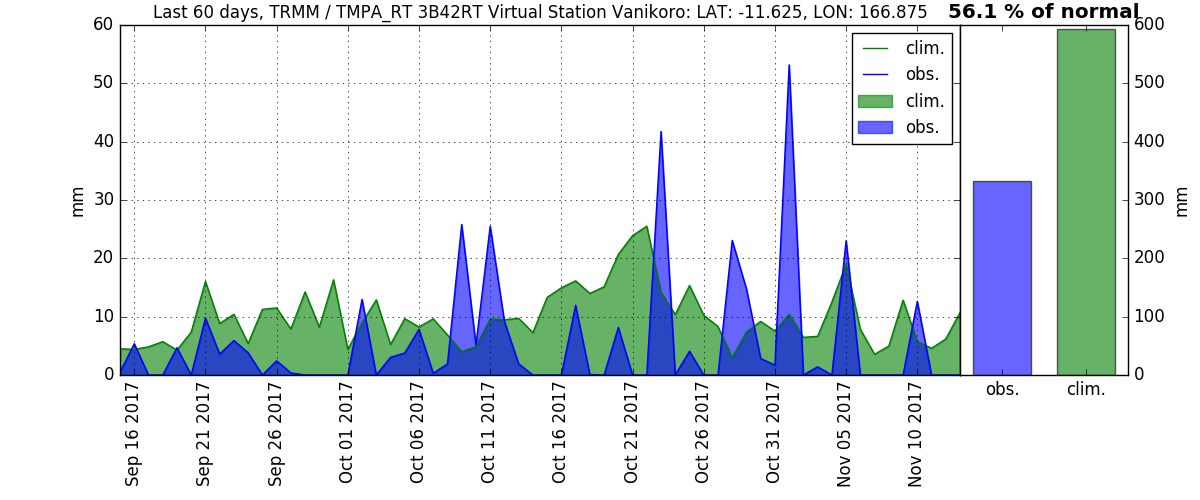 Last 60 days, TRMM / TMPA_RT 3B42RT Virtual Station Vanikoro: LAT: -11.625, LON: 166.875
56.1 % of normal
60
50
40
30
20
10
0
mm
clim.
obs.
clim.
obs.
Sep 16 2017
Sep 21 2017
Sep 26 2017
Oct 01 2017
Oct 06 2017
Oct 11 2017
Oct 16 2017
Oct 21 2017
Oct 26 2017
Oct 31 2017
Nov 05 2017
Nov 10 2017
600
500
400
300
200
100
0
mm
obs.
clim.